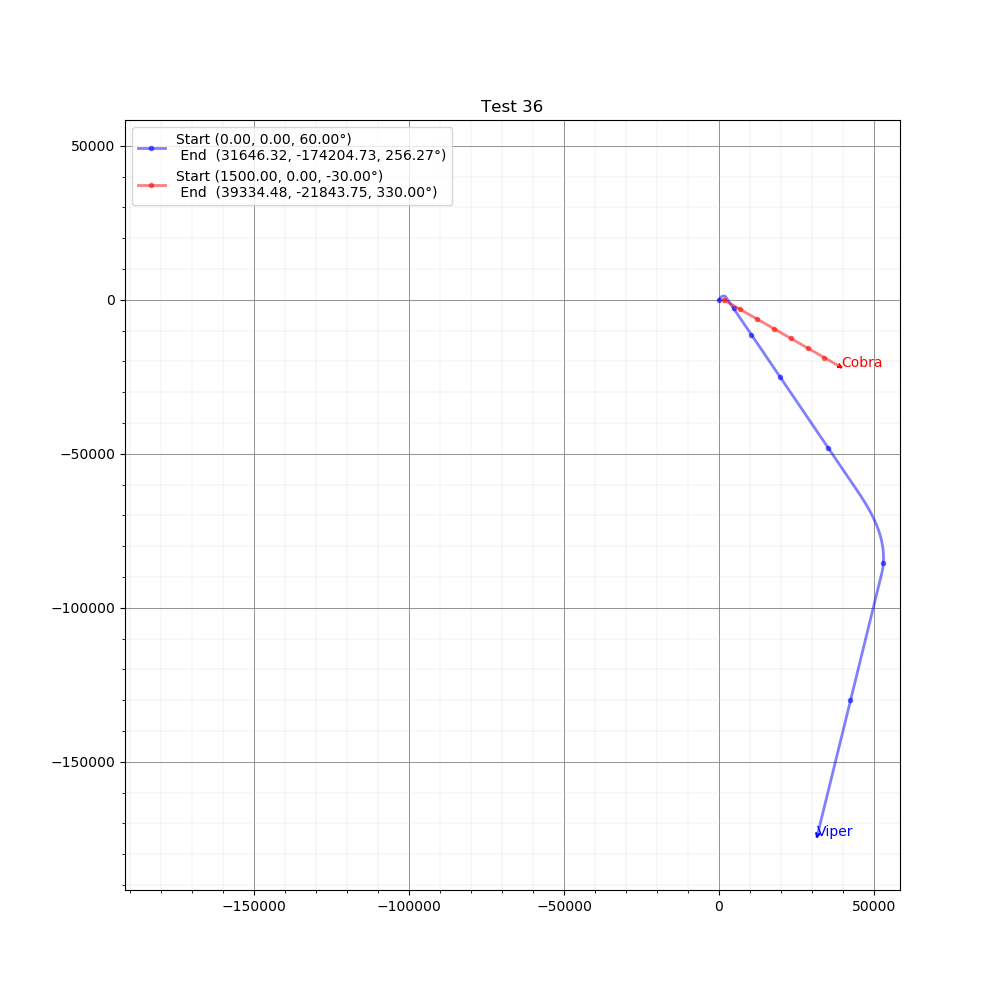 Test 36
Start (0.00, 0.00, 60.00°)
End  (31646.32, -174204.73, 256.27°)
Start (1500.00, 0.00, -30.00°)
End  (39334.48, -21843.75, 330.00°)
50000
0
−50000
−100000
−150000
Cobra
Viper
−150000
−100000
−50000
0
50000